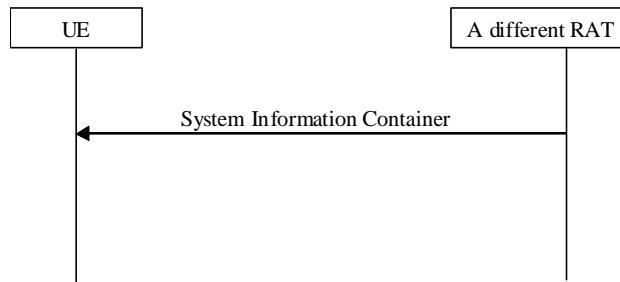 UE
A different RAT
System Information Container